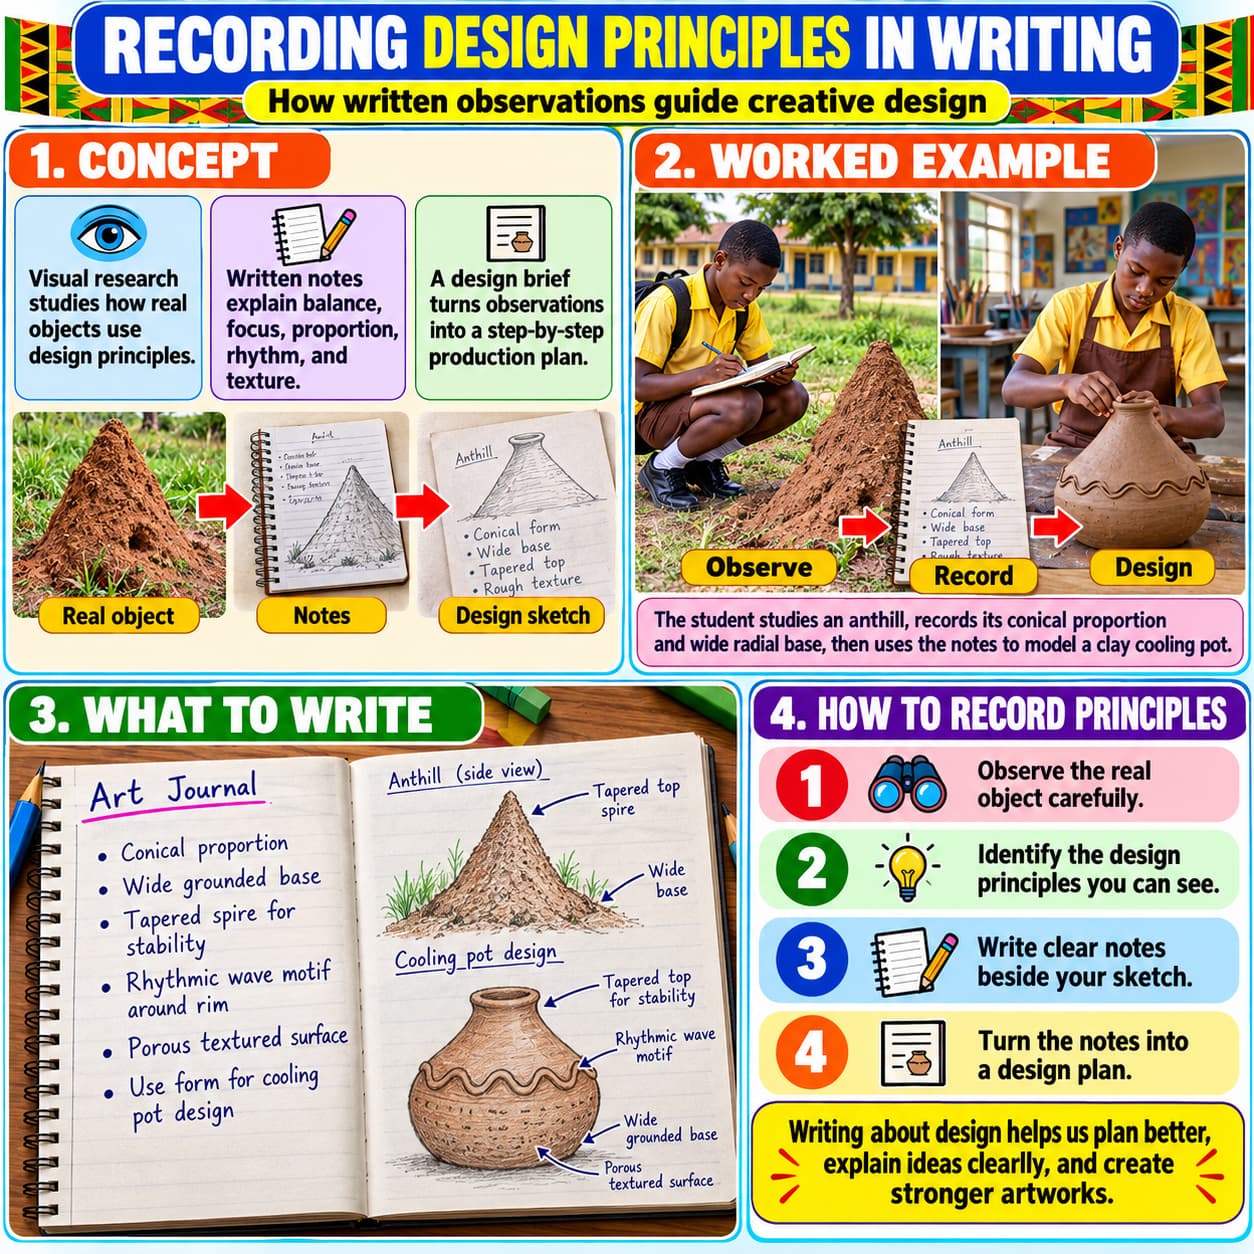 RECORDING DESIGN PRINCIPLES IN WRITING
How written observations guide creative design
1. CONCEPT
Visual research
studies how real
objects use
design principles.
Written notes
explain balance,
focus, proportion,
rhythm, and
texture.
A design brief
turns observations
into a step-by-step
production plan.
Anthill
• Conical form
• Wide base
• Tapered top
• Rough texture
Real object
Notes
Design sketch
2. WORKED EXAMPLE
Anthill
• Conical form
• Wide base
• Tapered top
Rough texture
Observe
Record
Design
The student studies an anthill, records its conical proportion
and wide radial base, then uses the notes to model a clay cooling pot.
3. WHAT TO WRITE
Art Journal
• Conical proportion
• Wide grounded base
• Tapered spire for
stability
• Rhythmic wave motif
around rim
• Porous textured surface
• Use form for cooling
pot design
Anthill (side view)
Tapered top
spire
Wide
base
Cooling pot design
Tapered top
for stability
Rhythmic wave
motif
Wide
grounded base
Porous
textured surface
4. HOW TO RECORD PRINCIPLES
1
Observe the real
object carefully.
2
Identify the design
principles you can see.
3
Write clear notes
beside your sketch.
4
Turn the notes into
a design plan.
Writing about design helps us plan better,
explain ideas clearlly, and create
stronger artworks.